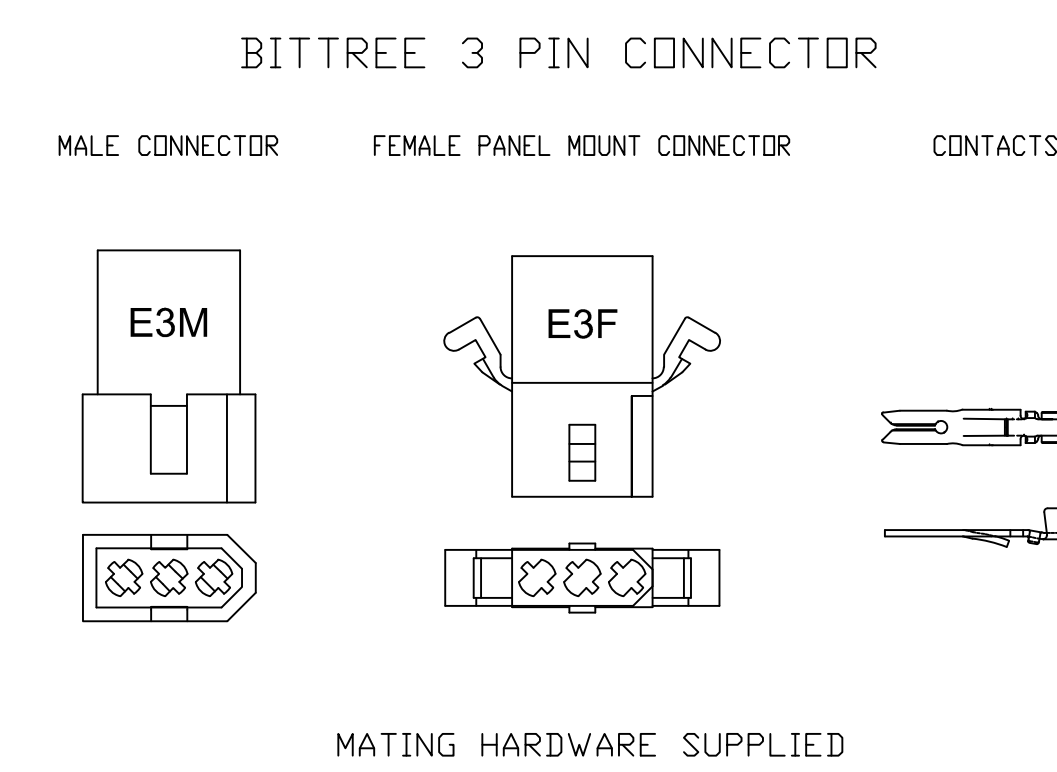 BITTREE 3 PIN CONNECTOR
MALE CONNECTOR FEMALE PANEL MOUNT CONNECTOR CONTACTS
E3M E3F
MATING HARDWARE SUPPLIED